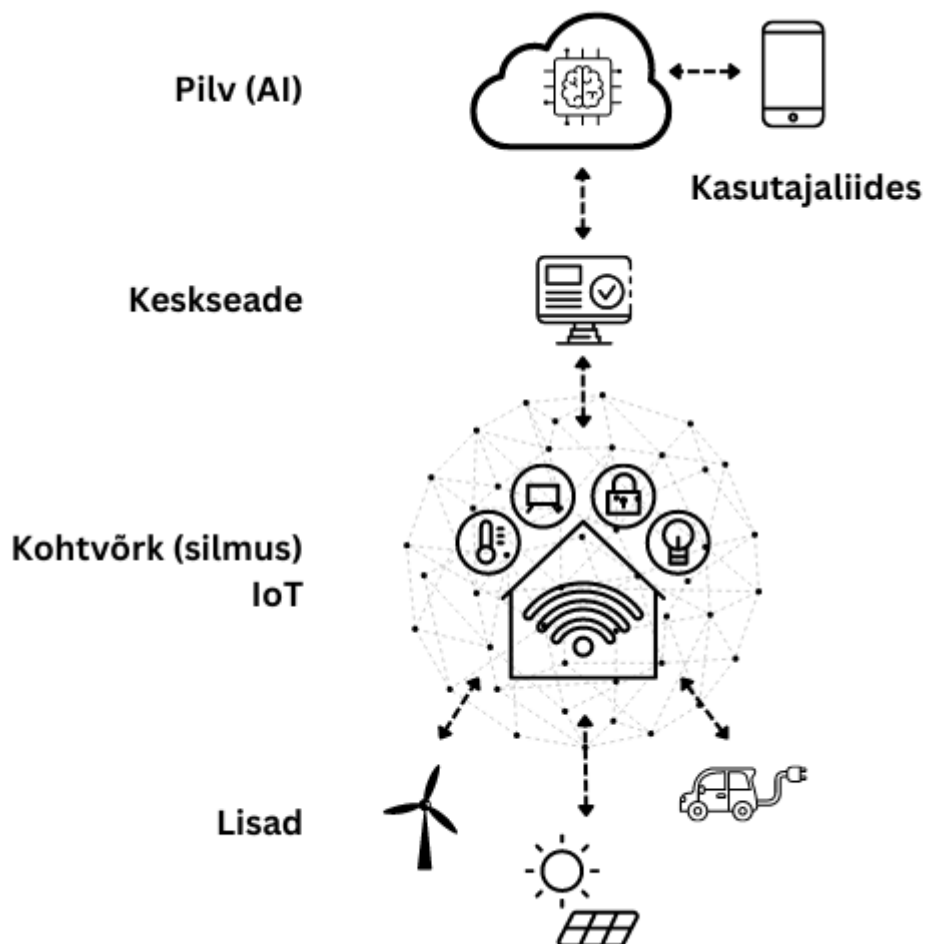 Pilv (AI)
Kasutajaliides
Keskseade
Kohtvõrk (silmus)
IoT
Lisad